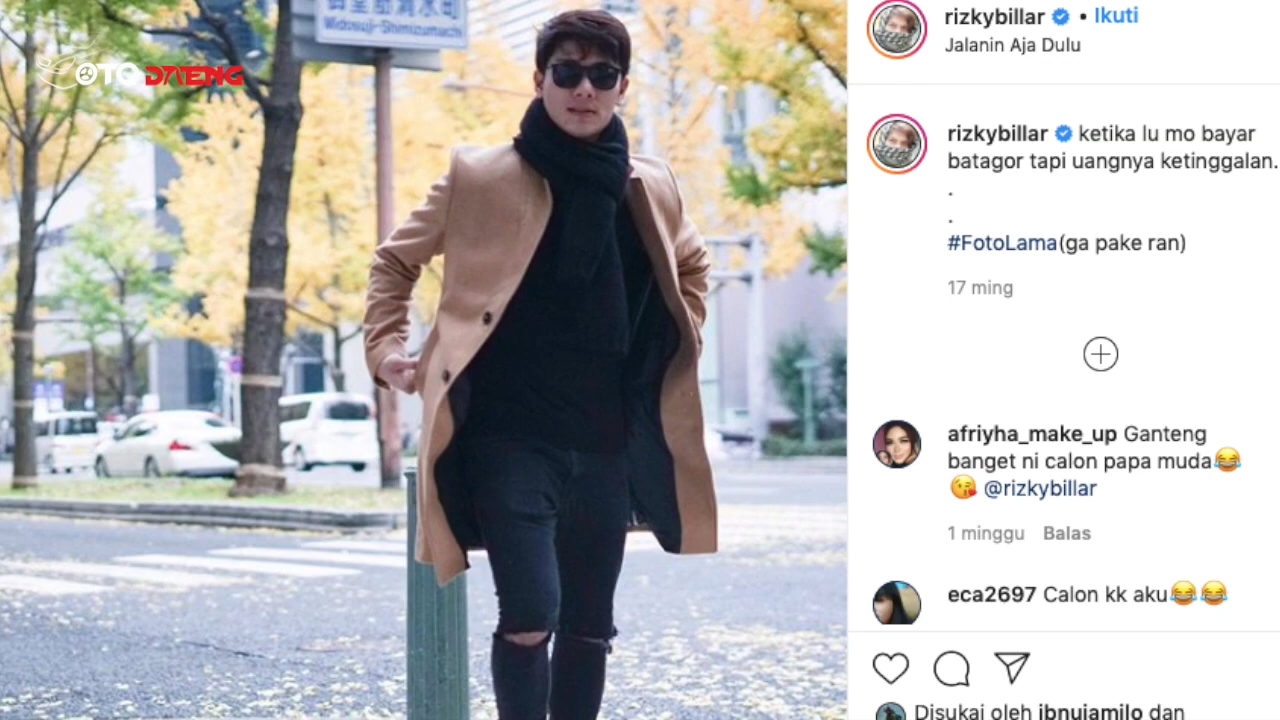 Midosuji-Shimizumachi
OTODAENG
rizkybillar • Ikuti
Jalanin Aja Dulu
rizkybillar ketika lu mo bayar
batagor tapi uangnya ketinggalan.
.
.
#FotoLama(ga pake ran)
17 ming
afriyha_make_up Ganteng
banget ni calon papa muda😂
😘 @rizkybillar
1 minggu Balas
eca2697 Calon kk aku😂😂
Disukai oleh ibnujamilo dan